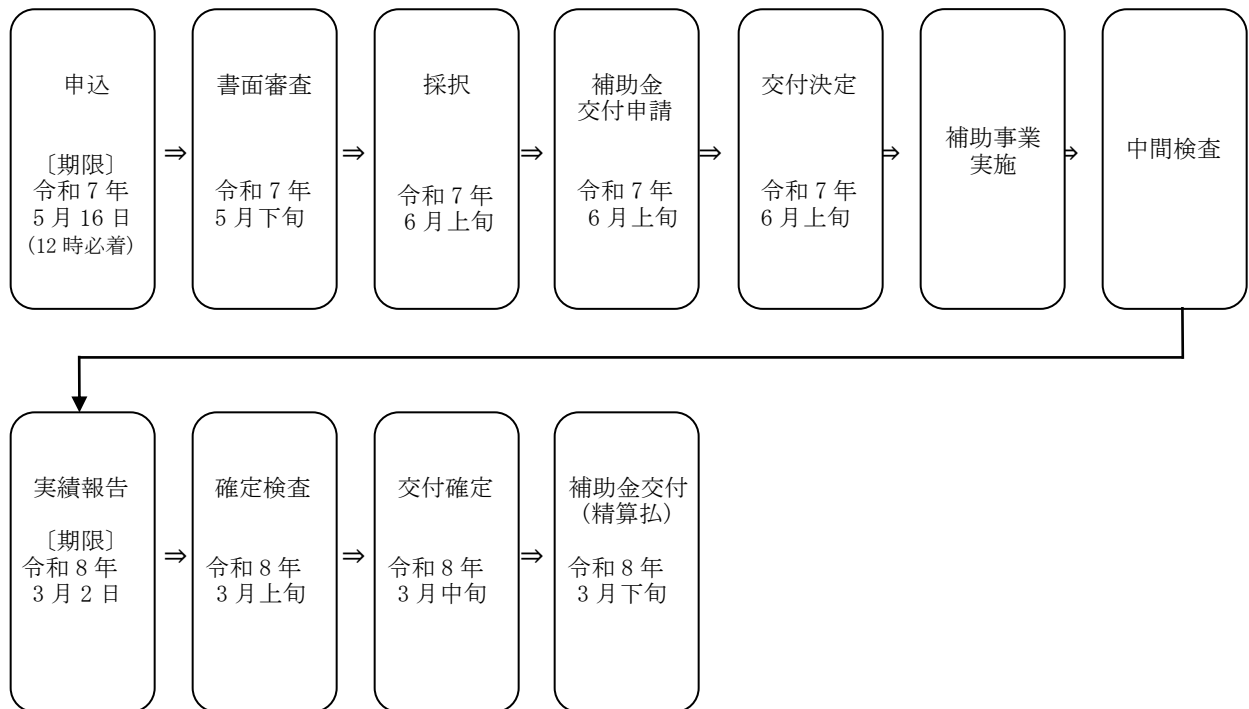 申込
〔期限〕
令和7年
5月16日
(12時必着)
⇒
書面審査
令和7年
5月下旬
⇒
採択
令和7年
6月上旬
⇒
補助金
交付申請
令和7年
6月上旬
⇒
交付決定
令和7年
6月上旬
⇒
補助事業
実施
⇒
中間検査
実績報告
〔期限〕
令和8年
3月2日
⇒
確定検査
令和8年
3月上旬
⇒
交付確定
令和8年
3月中旬
⇒
補助金交付
(精算払)
令和8年
3月下旬